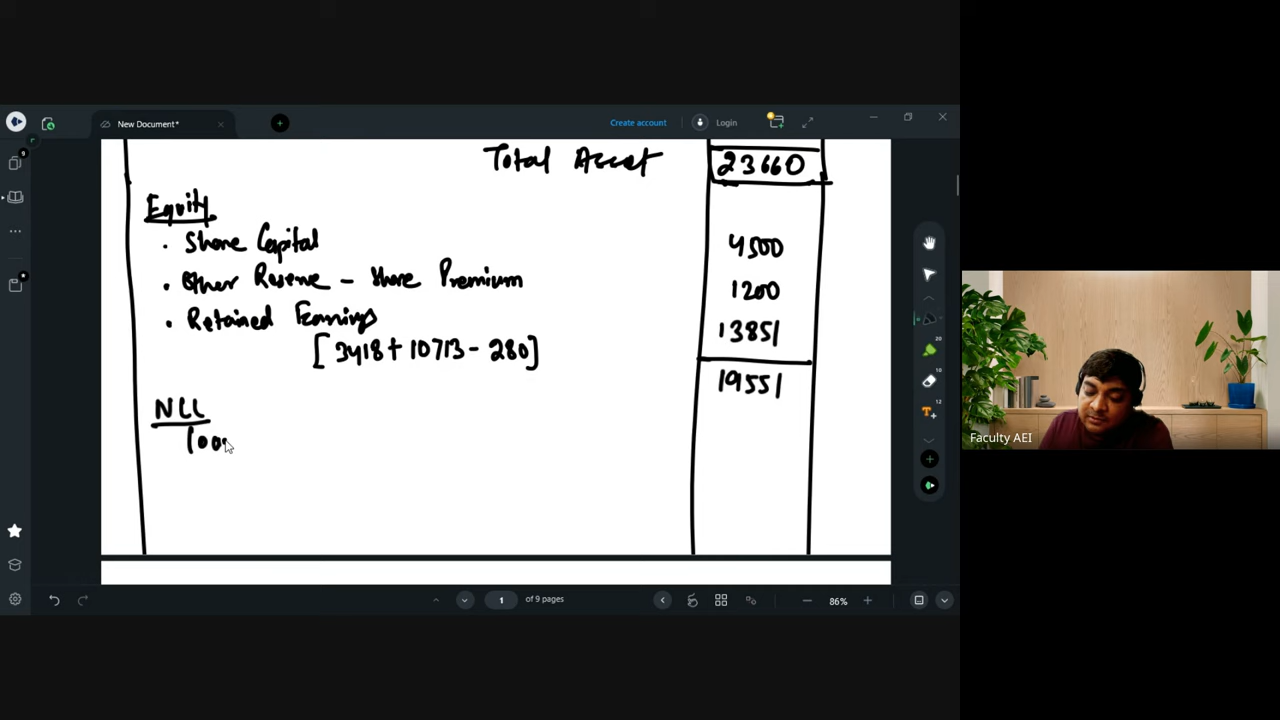 New Document*
Create account
Login
Total Asset 23660
Equity
• Share Capital 4500
• Other Reserve - Share Premium 1200
• Retained Earnings 13851
[3418 + 10713 - 280]
19551
NCL
1 of 9 pages
86%
Faculty AEI